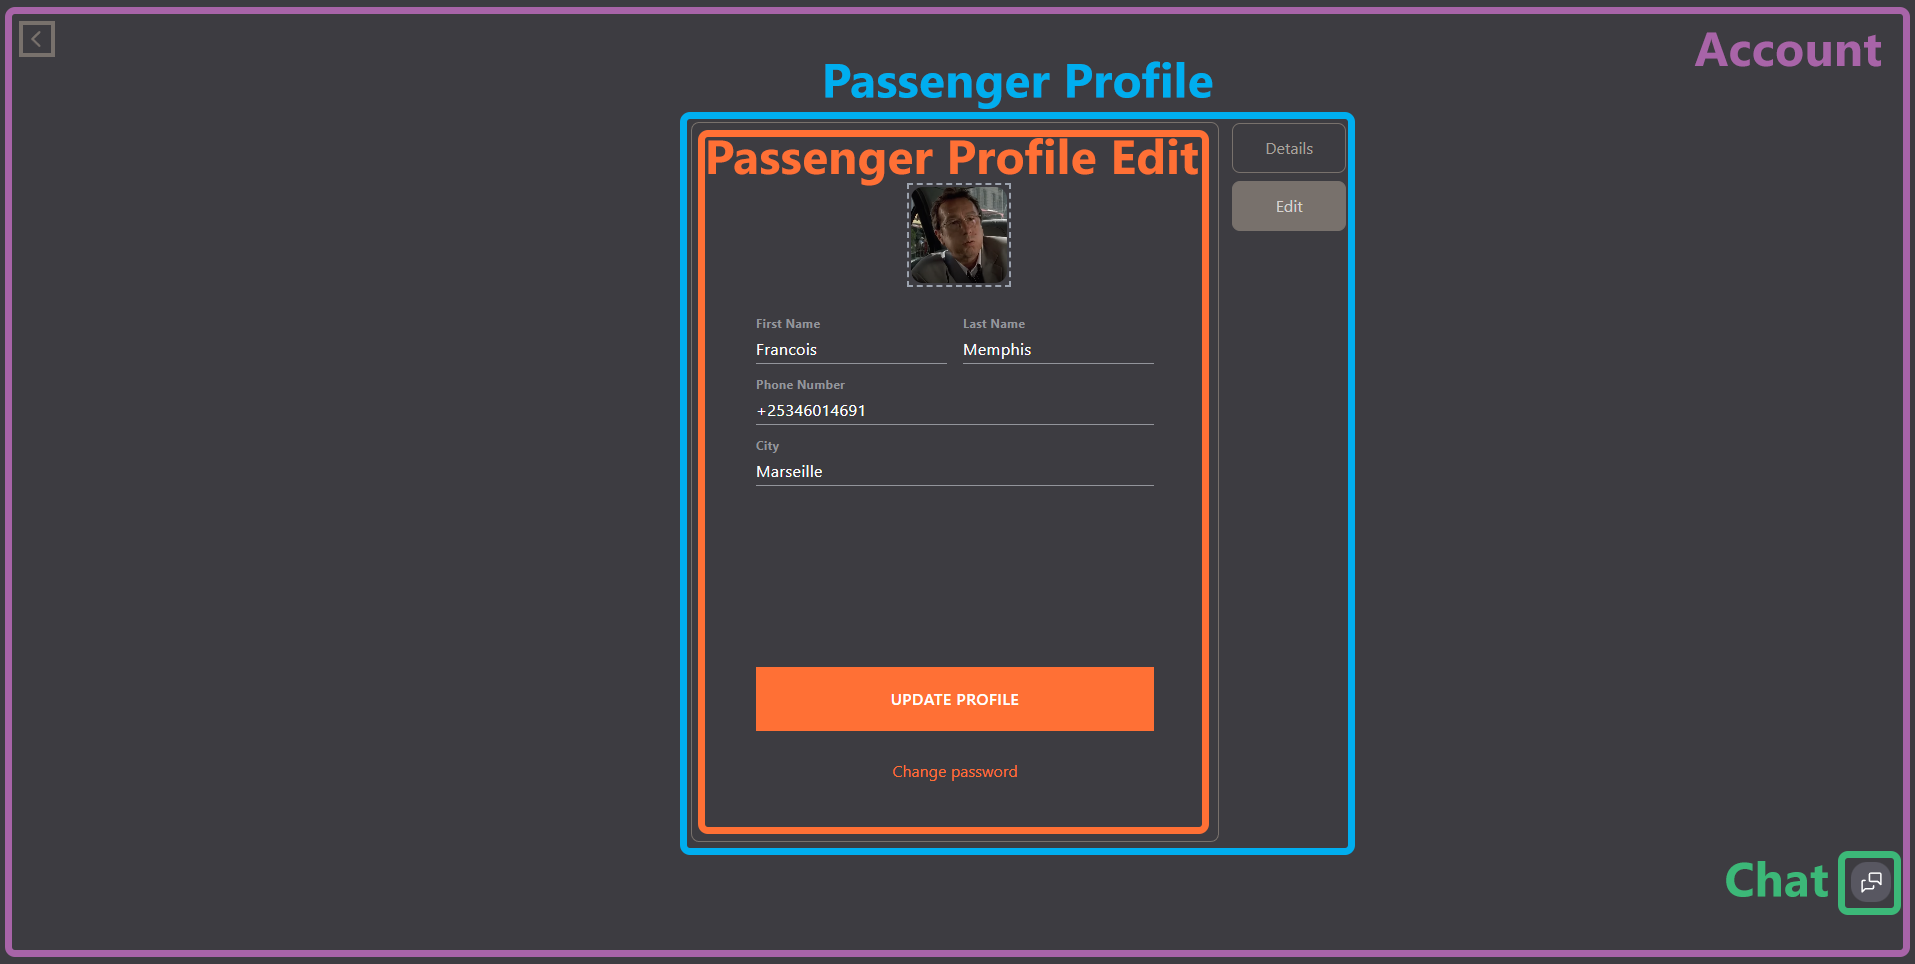 Account
Passenger Profile
Passenger Profile Edit
Details
Edit
First Name
Last Name
Francois
Memphis
Phone Number
+25346014691
City
Marseille
UPDATE PROFILE
Change password
Chat